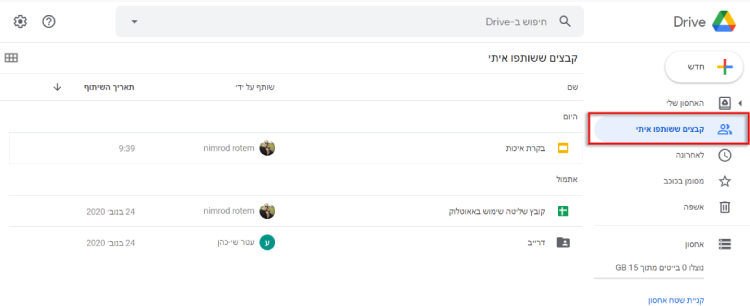 Drive
חיפוש ב-Drive
חדש
האחסון שלי
קבצים ששותפו איתי
לאחרונה
מסומן בכוכב
אשפה
אחסון
נוצלו 0 בייטים מתוך 15 GB
קניית שטח אחסון
קבצים ששותפו איתי
שם שותף על ידי תאריך השיתוף
היום
בקרת איכות nimrod rotem 9:39
אתמול
קובץ שליטה שימוש באאוטלוק nimrod rotem 24 בנוב׳ 2020
דרייב ע עטר שי-כהן 24 בנוב׳ 2020